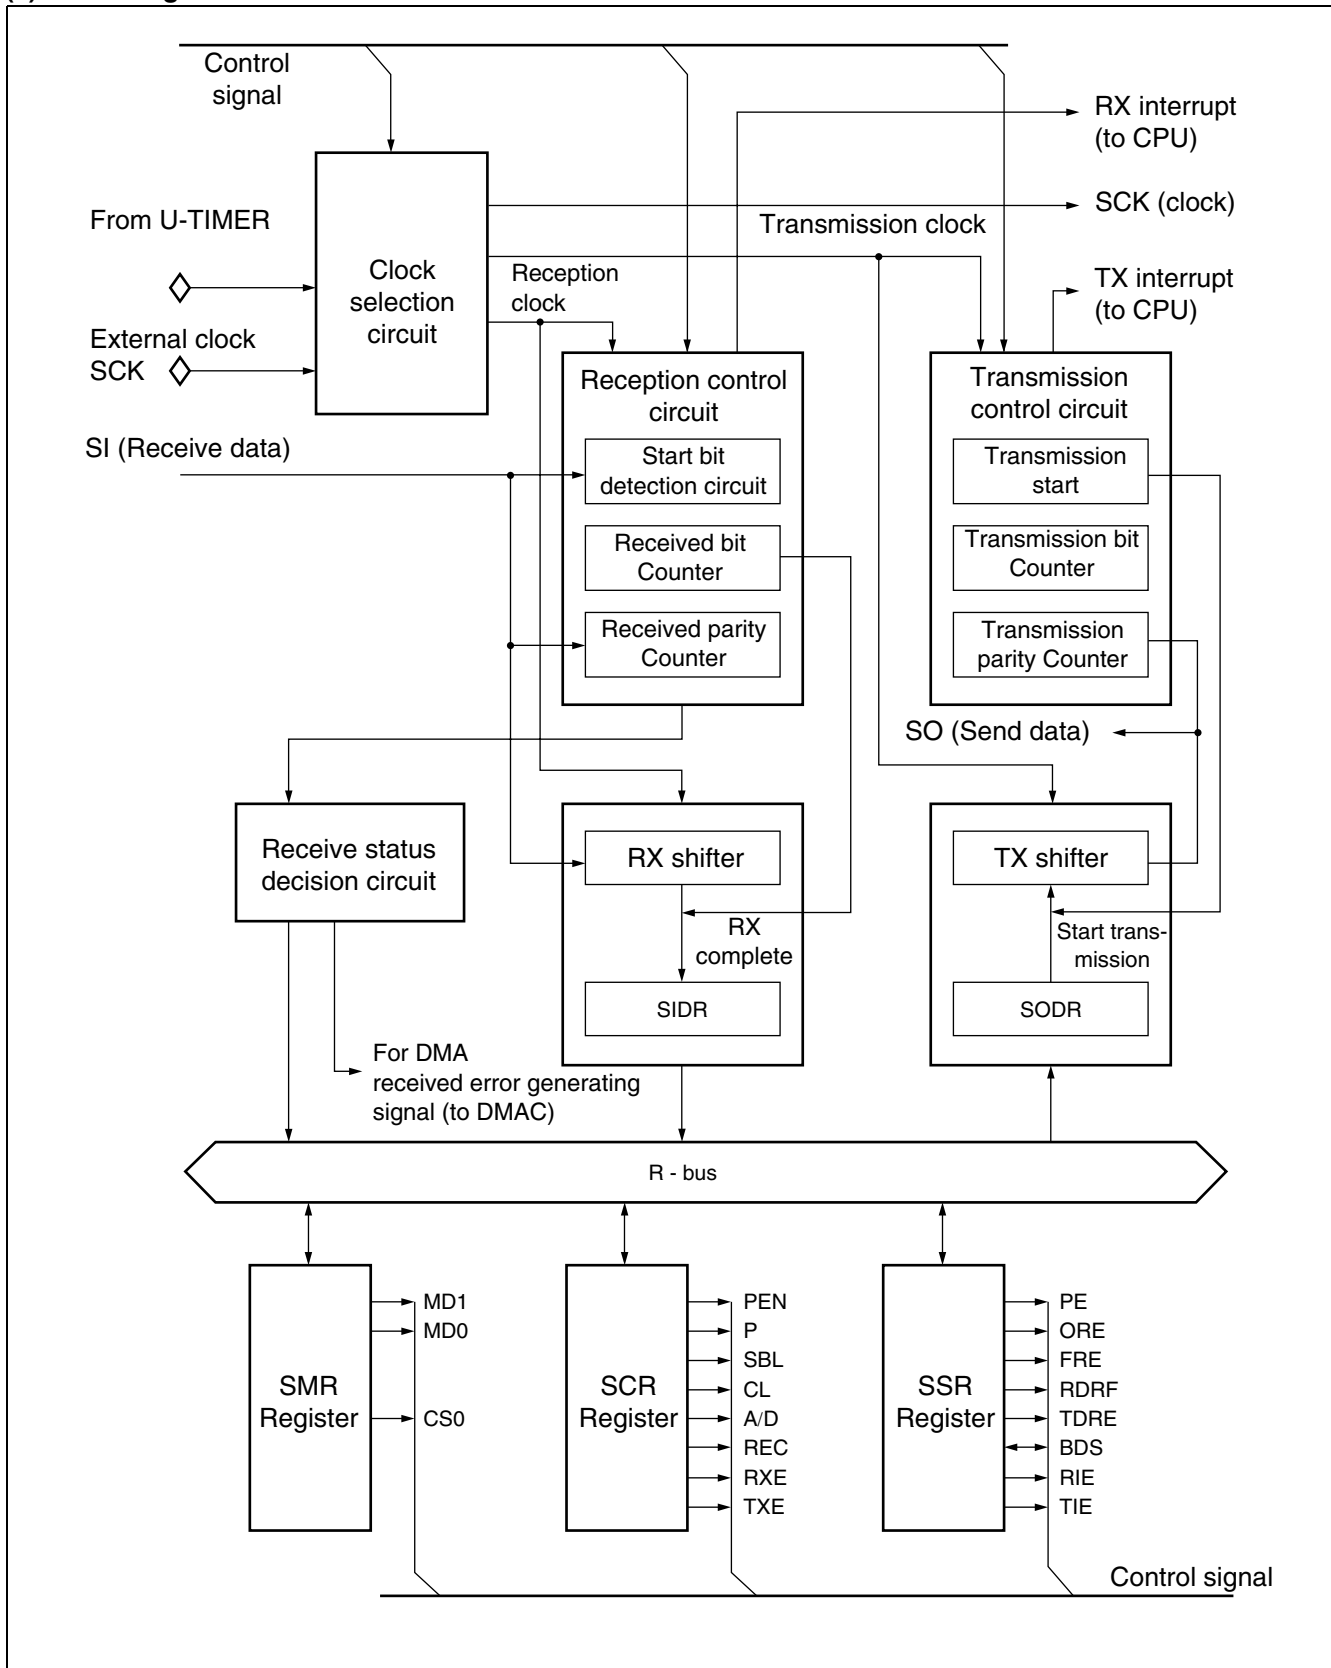 Control
signal
RX interrupt
(to CPU)
From U-TIMER
SCK (clock)
Transmission clock
Clock
selection
circuit
Reception
clock
TX interrupt
(to CPU)
External clock
SCK
Reception control
circuit
Transmission
control circuit
SI (Receive data)
Start bit
detection circuit
Transmission
start
Received bit
Counter
Transmission bit
Counter
Received parity
Counter
Transmission
parity Counter
SO (Send data)
Receive status
decision circuit
RX shifter
TX shifter
RX
complete
Start trans-
mission
SIDR
SODR
For DMA
received error generating
signal (to DMAC)
R - bus
SMR
Register
MD1
MD0
CS0
SCR
Register
PEN
P
SBL
CL
A/D
REC
RXE
TXE
SSR
Register
PE
ORE
FRE
RDRF
TDRE
BDS
RIE
TIE
Control signal